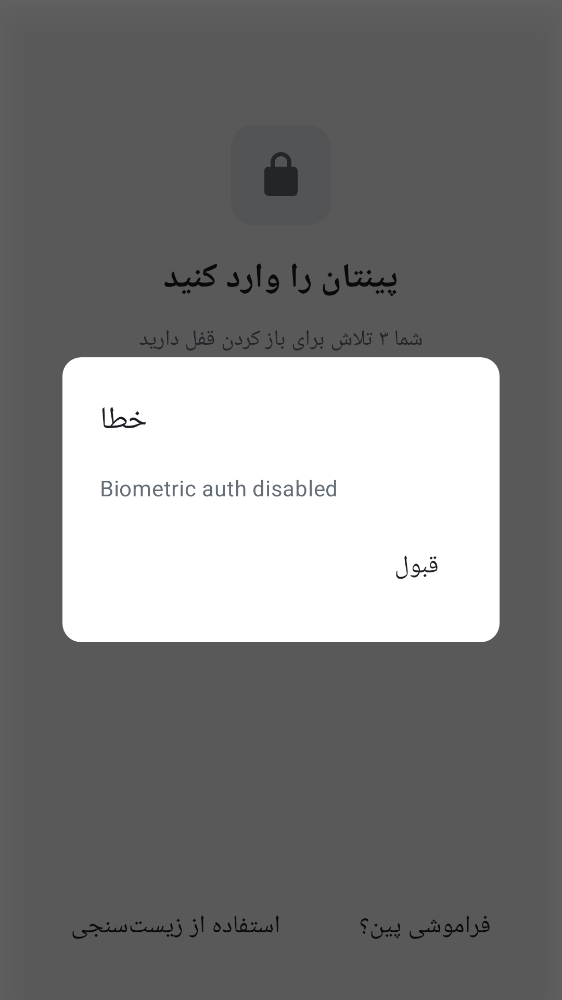 پینتان را وارد کنید
شما ۳ تلاش برای باز کردن قفل دارید
خطا
Biometric auth disabled
قبول
فراموشی پین؟
استفاده از زیست‌سنجی